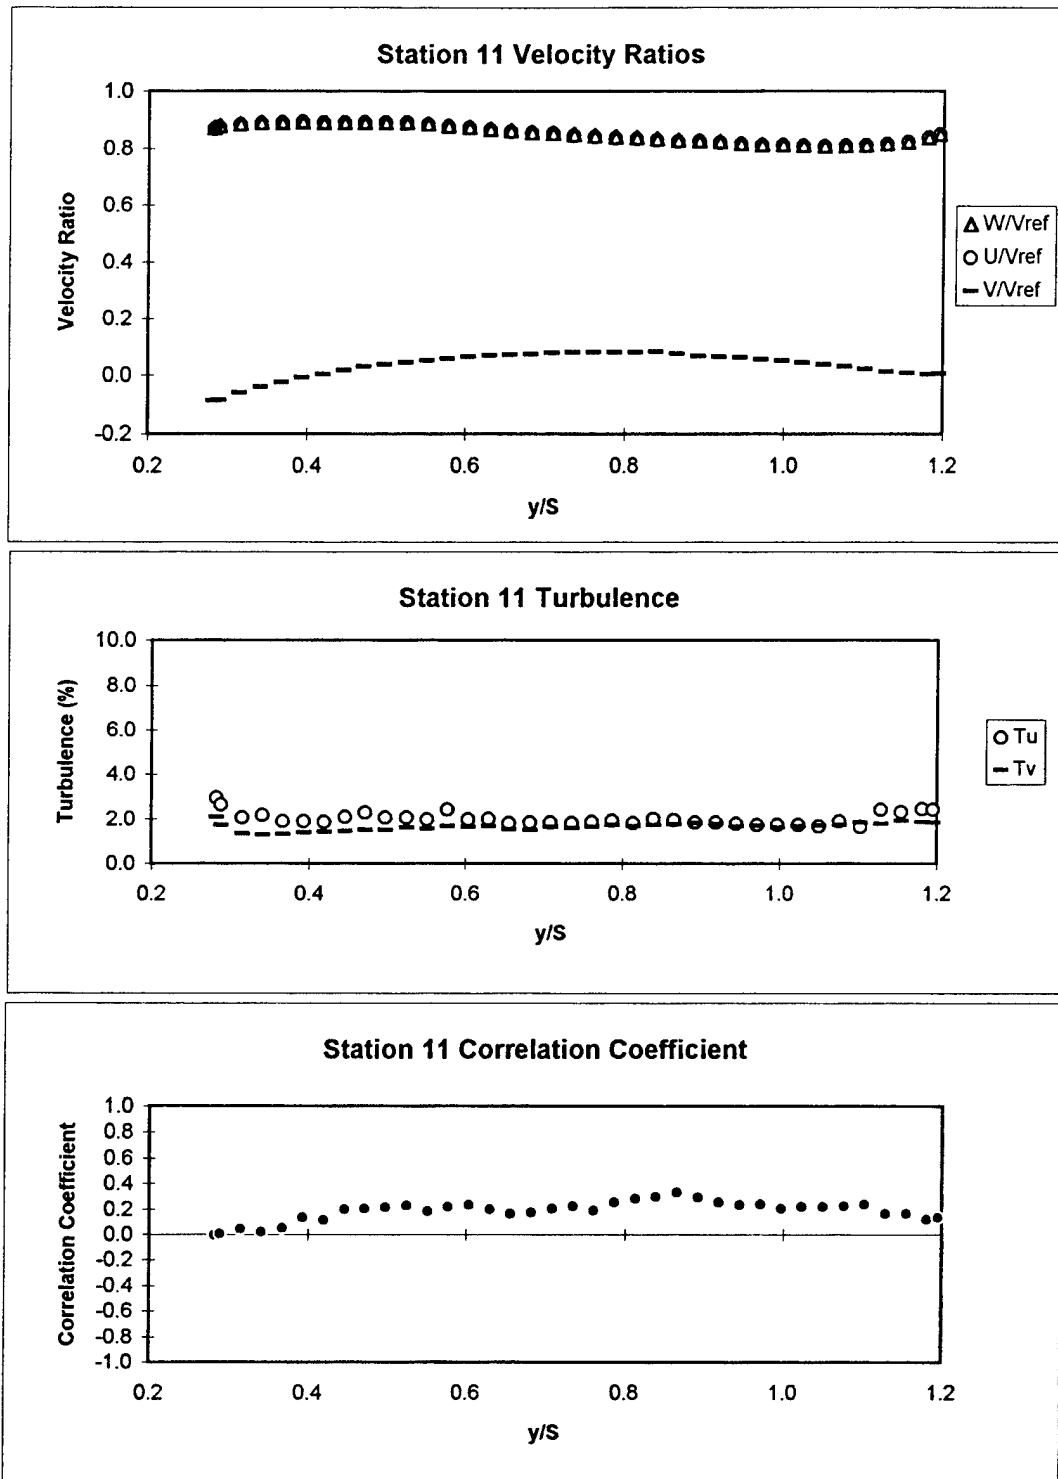 Station 11 Velocity Ratios
1.0
0.8
0.6
0.4
0.2
0.0
-0.2
Velocity Ratio
0.2 0.4 0.6 0.8 1.0 1.2
y/S
W/Vref
U/Vref
V/Vref
Station 11 Turbulence
10.0
8.0
6.0
4.0
2.0
0.0
Turbulence (%)
0.2 0.4 0.6 0.8 1.0 1.2
y/S
Tu
Tv
Station 11 Correlation Coefficient
1.0
0.8
0.6
0.4
0.2
0.0
-0.2
-0.4
-0.6
-0.8
-1.0
Correlation Coefficient
0.2 0.4 0.6 0.8 1.0 1.2
y/S